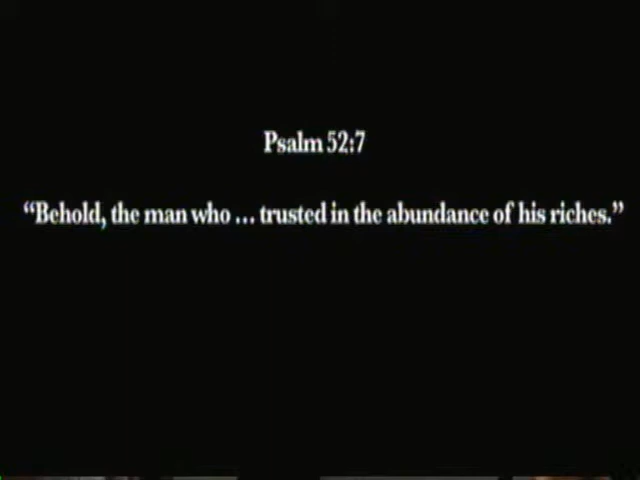 Psalm 52:7
“Behold, the man who ... trusted in the abundance of his riches.”